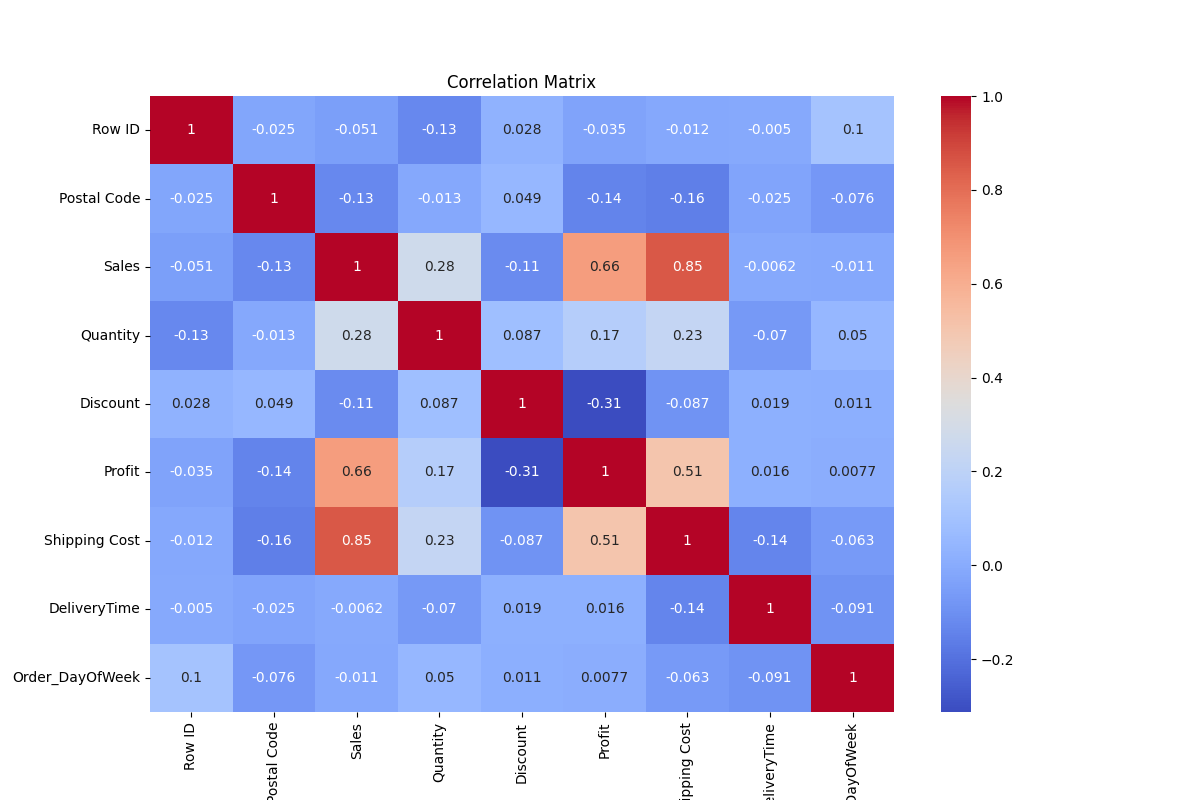 Correlation Matrix
Row ID 1 -0.025 -0.051 -0.13 0.028 -0.035 -0.012 -0.005 0.1
Postal Code -0.025 1 -0.13 -0.013 0.049 -0.14 -0.16 -0.025 -0.076
Sales -0.051 -0.13 1 0.28 -0.11 0.66 0.85 -0.0062 -0.011
Quantity -0.13 -0.013 0.28 1 0.087 0.17 0.23 -0.07 0.05
Discount 0.028 0.049 -0.11 0.087 1 -0.31 -0.087 0.019 0.011
Profit -0.035 -0.14 0.66 0.17 -0.31 1 0.51 0.016 0.0077
Shipping Cost -0.012 -0.16 0.85 0.23 -0.087 0.51 1 -0.14 -0.063
DeliveryTime -0.005 -0.025 -0.0062 -0.07 0.019 0.016 -0.14 1 -0.091
Order_DayOfWeek 0.1 -0.076 -0.011 0.05 0.011 0.0077 -0.063 -0.091 1
Row ID
Postal Code
Sales
Quantity
Discount
Profit
ipping Cost
eliveryTime
DayOfWeek
1.0
0.8
0.6
0.4
0.2
0.0
−0.2